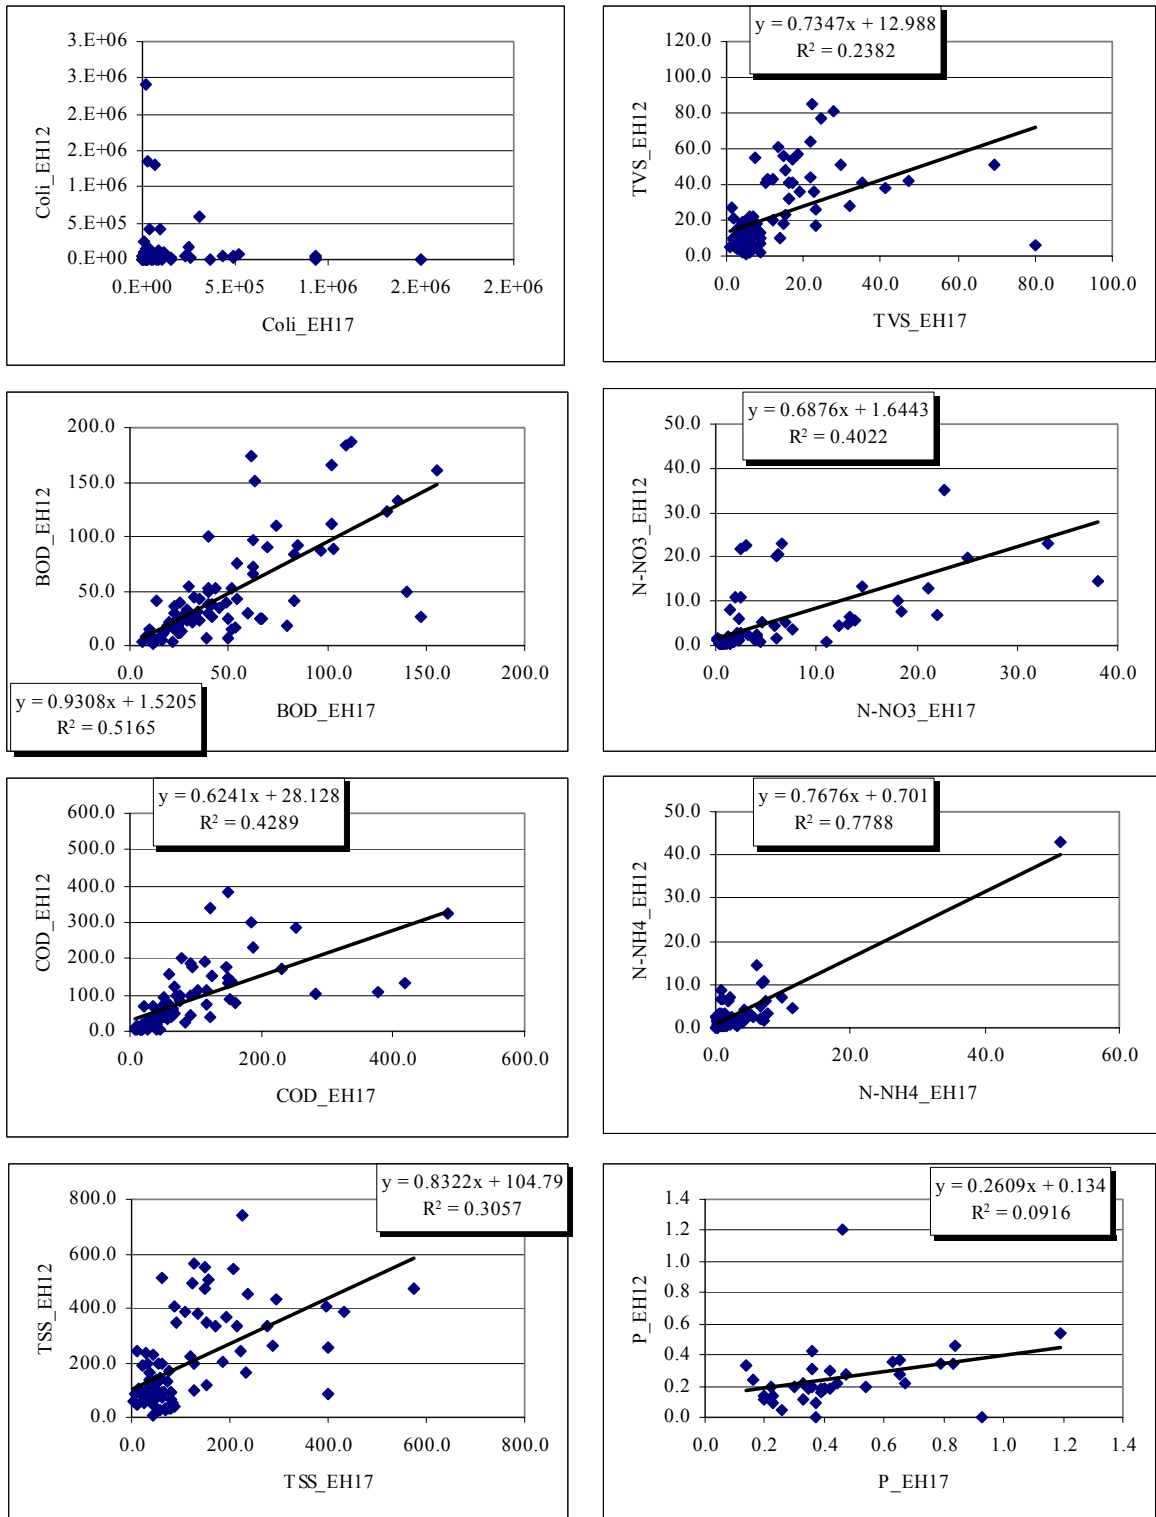 3.E+06
3.E+06
2.E+06
2.E+06
1.E+06
5.E+05
0.E+00
Coli_EH12
0.E+00
5.E+05
1.E+06
2.E+06
2.E+06
Coli_EH17
y = 0.7347x + 12.988
R² = 0.2382
120.0
100.0
80.0
60.0
40.0
20.0
0.0
TVS_EH12
0.0
20.0
40.0
60.0
80.0
100.0
TVS_EH17
200.0
150.0
100.0
50.0
0.0
BOD_EH12
0.0
50.0
100.0
150.0
200.0
BOD_EH17
y = 0.9308x + 1.5205
R² = 0.5165
y = 0.6876x + 1.6443
R² = 0.4022
50.0
40.0
30.0
20.0
10.0
0.0
N-NO3_EH12
0.0
10.0
20.0
30.0
40.0
N-NO3_EH17
y = 0.6241x + 28.128
R² = 0.4289
600.0
500.0
400.0
300.0
200.0
100.0
0.0
COD_EH12
0.0
200.0
400.0
600.0
COD_EH17
y = 0.7676x + 0.701
R² = 0.7788
50.0
40.0
30.0
20.0
10.0
0.0
N-NH4_EH12
0.0
20.0
40.0
60.0
N-NH4_EH17
y = 0.8322x + 104.79
R² = 0.3057
800.0
600.0
400.0
200.0
0.0
TSS_EH12
0.0
200.0
400.0
600.0
800.0
TSS_EH17
y = 0.2609x + 0.134
R² = 0.0916
1.4
1.2
1.0
0.8
0.6
0.4
0.2
0.0
P_EH12
0.0
0.2
0.4
0.6
0.8
1.0
1.2
1.4
P_EH17